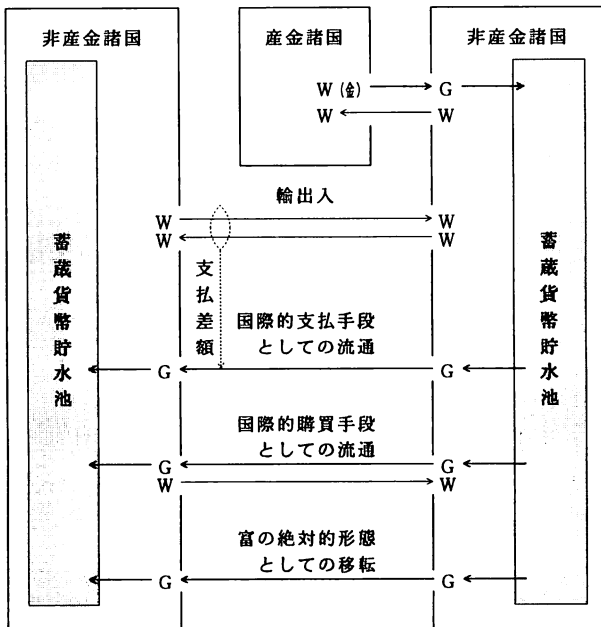 非産金諸国
産金諸国
非産金諸国
W(金) G
W W
輸出入
W W
W W
蓄蔵貨幣貯水池
蓄蔵貨幣貯水池
支払差額
国際的支払手段
としての流通
G G
国際的購買手段
としての流通
G G
W W
富の絶対的形態
としての移転
G G